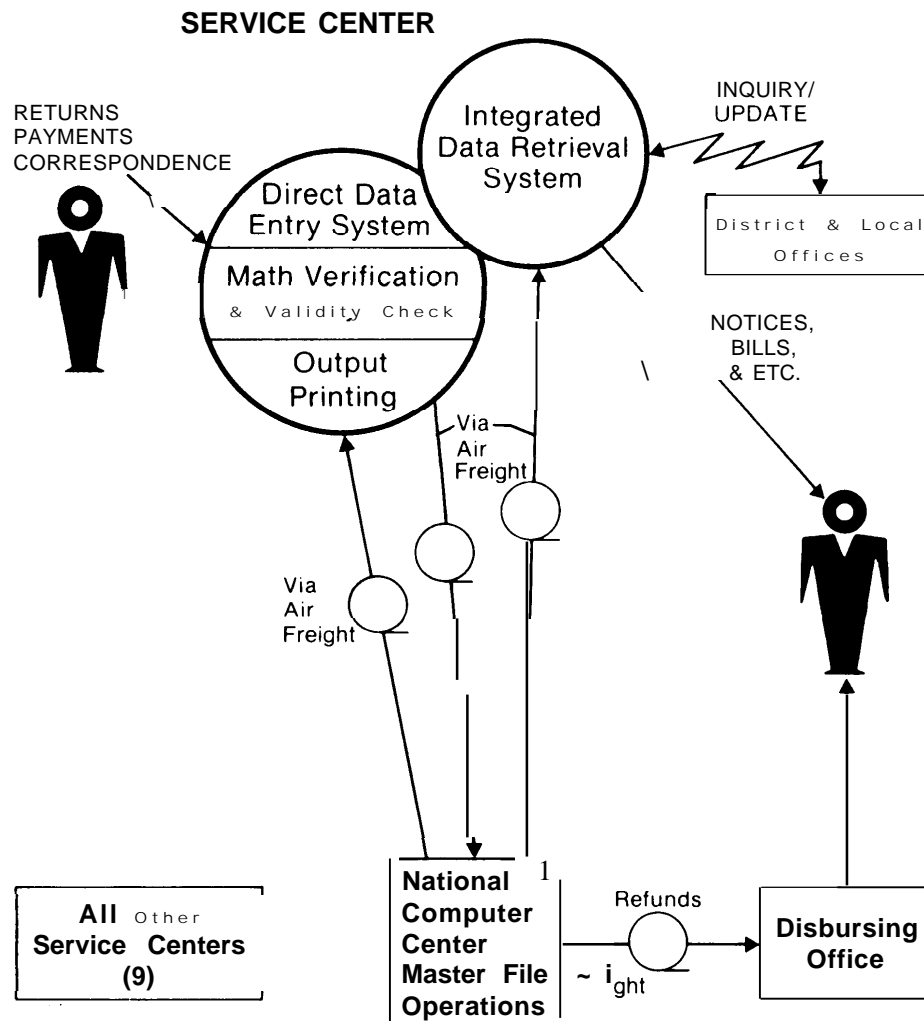 SERVICE CENTER
RETURNS
PAYMENTS
CORRESPONDENCE
Integrated
Data Retrieval
System
INQUIRY/
UPDATE
District & Local
Offices
Direct Data
Entry System
Math Verification
& Validity Check
Output
Printing
NOTICES,
BILLS,
& ETC.
Via
Air
Freight
Via
Air
Freight
All Other
Service Centers
(9)
National 1
Computer
Center
Master File
Operations
Refunds
~ ight
Disbursing
Office